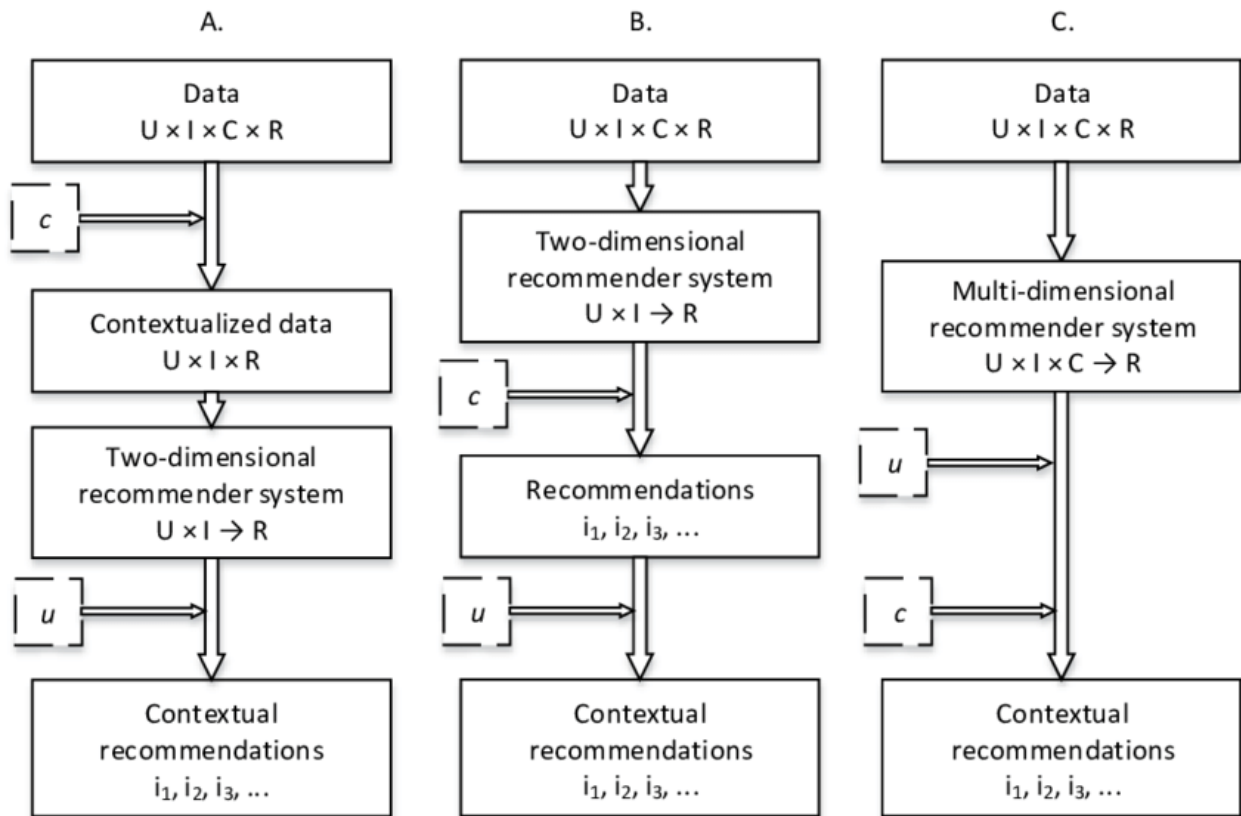 A.
Data
U × I × C × R
c
Contextualized data
U × I × R
Two-dimensional
recommender system
U × I → R
u
Contextual
recommendations
i₁, i₂, i₃, ...
B.
Data
U × I × C × R
Two-dimensional
recommender system
U × I → R
c
Recommendations
i₁, i₂, i₃, ...
u
Contextual
recommendations
i₁, i₂, i₃, ...
C.
Data
U × I × C × R
Multi-dimensional
recommender system
U × I × C → R
u
c
Contextual
recommendations
i₁, i₂, i₃, ...